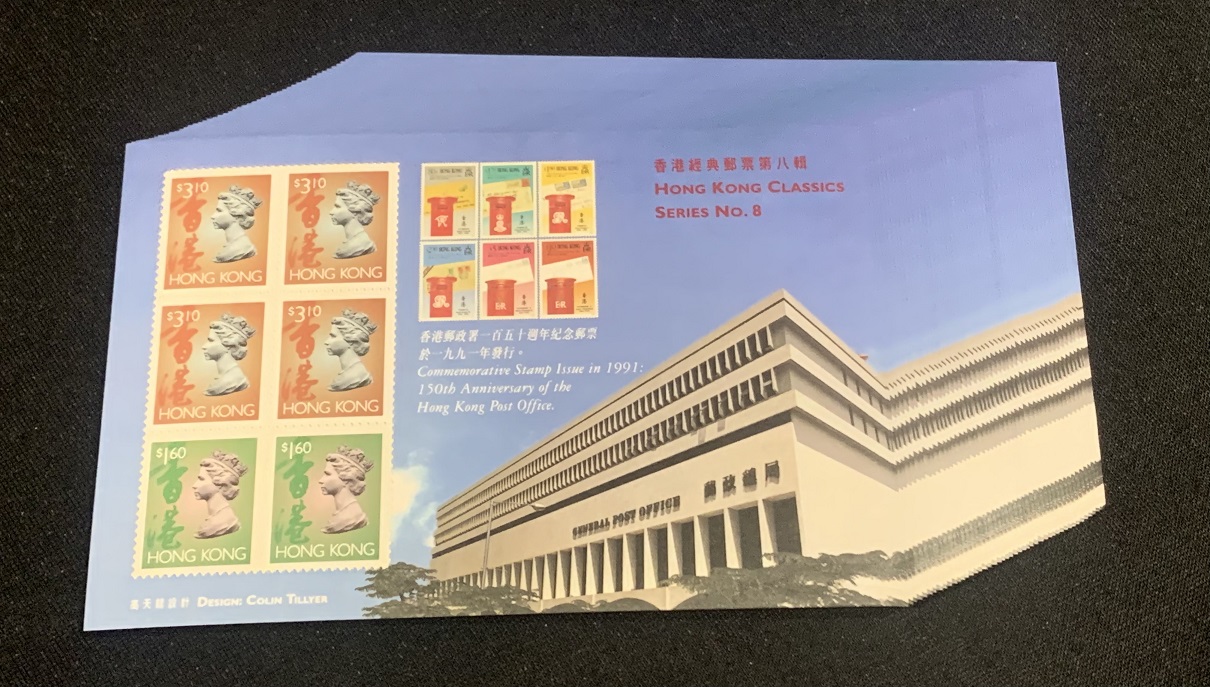 $3.10
香港
HONG KONG
$3.10
香港
HONG KONG
$3.10
香港
HONG KONG
$3.10
香港
HONG KONG
$1.60
香港
HONG KONG
$1.60
香港
HONG KONG
香港郵政署一百五十週年紀念郵票
於一九九一年發行。
Commemorative Stamp Issue in 1991:
150th Anniversary of the
Hong Kong Post Office.
香港經典郵票第八輯
HONG KONG CLASSICS
SERIES NO. 8
GENERAL POST OFFICE
郵政總局
DESIGN: COLIN TILLYER